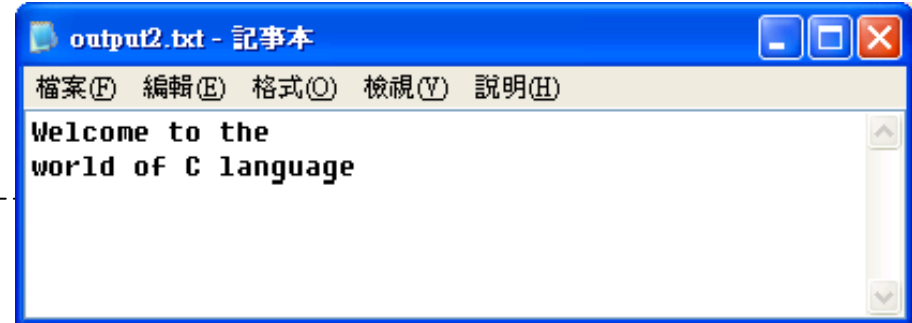 output2.txt - 記事本
檔案(F) 編輯(E) 格式(O) 檢視(V) 說明(H)
Welcome to the
world of C language